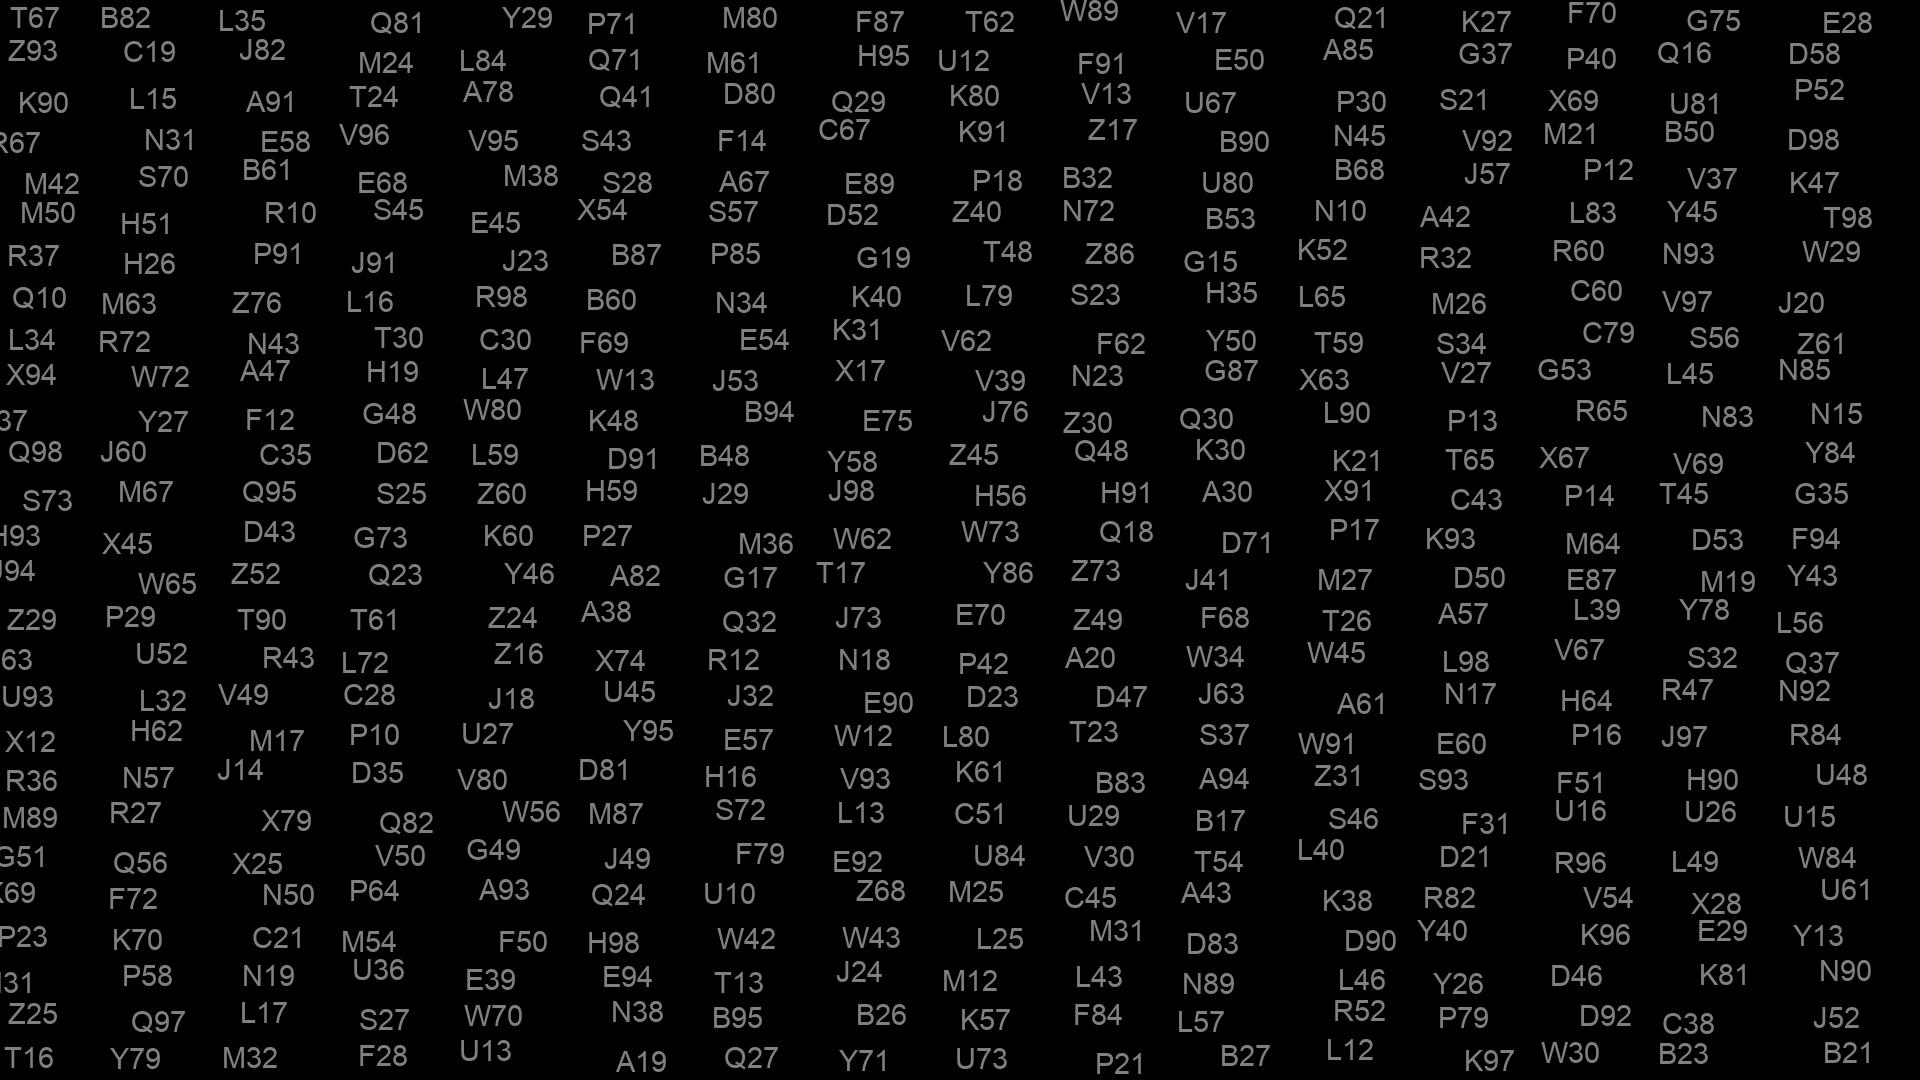 T67 B82 L35 Q81 Y29 P71 M80 F87 T62 W89 V17 Q21 K27 F70 G75 E28
Z93 C19 J82 M24 L84 Q71 M61 H95 U12 F91 E50 A85 G37 P40 Q16 D58
K90 L15 A91 T24 A78 Q41 D80 Q29 K80 V13 U67 P30 S21 X69 U81 P52
R67 N31 E58 V96 V95 S43 F14 C67 K91 Z17 B90 N45 V92 M21 B50 D98
M42 S70 B61 E68 M38 S28 A67 E89 P18 B32 U80 B68 J57 P12 V37 K47
M50 H51 R10 S45 E45 X54 S57 D52 Z40 N72 B53 N10 A42 L83 Y45 T98
R37 H26 P91 J91 J23 B87 P85 G19 T48 Z86 G15 K52 R32 R60 N93 W29
Q10 M63 Z76 L16 R98 B60 N34 K40 L79 S23 H35 L65 M26 C60 V97 J20
L34 R72 N43 T30 C30 F69 E54 K31 V62 F62 Y50 T59 S34 C79 S56 Z61
X94 W72 A47 H19 L47 W13 J53 X17 V39 N23 G87 X63 V27 G53 L45 N85
37 Y27 F12 G48 W80 K48 B94 E75 J76 Z30 Q30 L90 P13 R65 N83 N15
Q98 J60 C35 D62 L59 D91 B48 Y58 Z45 Q48 K30 K21 T65 X67 V69 Y84
S73 M67 Q95 S25 Z60 H59 J29 J98 H56 H91 A30 X91 C43 P14 T45 G35
H93 X45 D43 G73 K60 P27 M36 W62 W73 Q18 D71 P17 K93 M64 D53 F94
94 W65 Z52 Q23 Y46 A82 G17 T17 Y86 Z73 J41 M27 D50 E87 M19 Y43
Z29 P29 T90 T61 Z24 A38 Q32 J73 E70 Z49 F68 T26 A57 L39 Y78 L56
63 U52 R43 L72 Z16 X74 R12 N18 P42 A20 W34 W45 L98 V67 S32 Q37
U93 L32 V49 C28 J18 U45 J32 E90 D23 D47 J63 A61 N17 H64 R47 N92
X12 H62 M17 P10 U27 Y95 E57 W12 L80 T23 S37 W91 E60 P16 J97 R84
R36 N57 J14 D35 V80 D81 H16 V93 K61 B83 A94 Z31 S93 F51 H90 U48
M89 R27 X79 Q82 W56 M87 S72 L13 C51 U29 B17 S46 F31 U16 U26 U15
G51 Q56 X25 V50 G49 J49 F79 E92 U84 V30 T54 L40 D21 R96 L49 W84
69 F72 N50 P64 A93 Q24 U10 Z68 M25 C45 A43 K38 R82 V54 X28 U61
P23 K70 C21 M54 F50 H98 W42 W43 L25 M31 D83 D90 Y40 K96 E29 Y13
31 P58 N19 U36 E39 E94 T13 J24 M12 L43 N89 L46 Y26 D46 K81 N90
Z25 Q97 L17 S27 W70 N38 B95 B26 K57 F84 L57 R52 P79 D92 C38 J52
T16 Y79 M32 F28 U13 A19 Q27 Y71 U73 P21 B27 L12 K97 W30 B23 B21